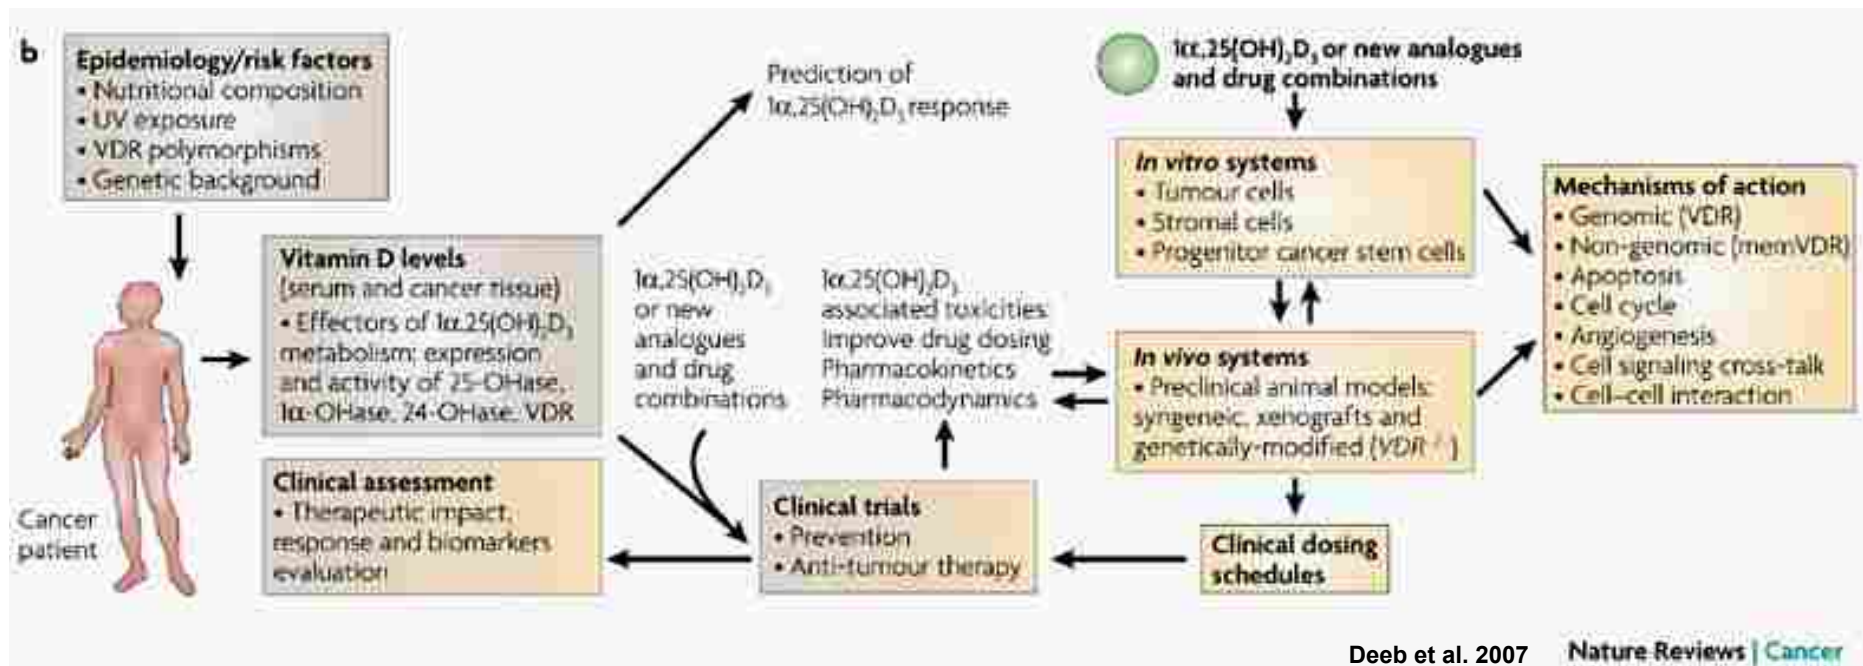 b
Epidemiology/risk factors
• Nutritional composition
• UV exposure
• VDR polymorphisms
• Genetic background
Cancer
patient
Vitamin D levels
(serum and cancer tissue)
• Effectors of 1α,25(OH)₂D₃
metabolism: expression
and activity of 25-OHase,
1α-OHase, 24-OHase, VDR
Clinical assessment
• Therapeutic impact,
response and biomarkers
evaluation
Prediction of
1α,25(OH)₂D₃ response
1α,25(OH)₂D₃
or new
analogues
and drug
combinations
1α,25(OH)₂D₃
associated toxicities:
Improve drug dosing
Pharmacokinetics
Pharmacodynamics
Clinical trials
• Prevention
• Anti-tumour therapy
1α,25(OH)₂D₃ or new analogues
and drug combinations
In vitro systems
• Tumour cells
• Stromal cells
• Progenitor cancer stem cells
In vivo systems
• Preclinical animal models:
syngeneic, xenografts and
genetically-modified (VDR⁻/⁻)
Clinical dosing
schedules
Mechanisms of action
• Genomic (VDR)
• Non-genomic (memVDR)
• Apoptosis
• Cell cycle
• Angiogenesis
• Cell signaling cross-talk
• Cell-cell interaction
Deeb et al. 2007
Nature Reviews | Cancer